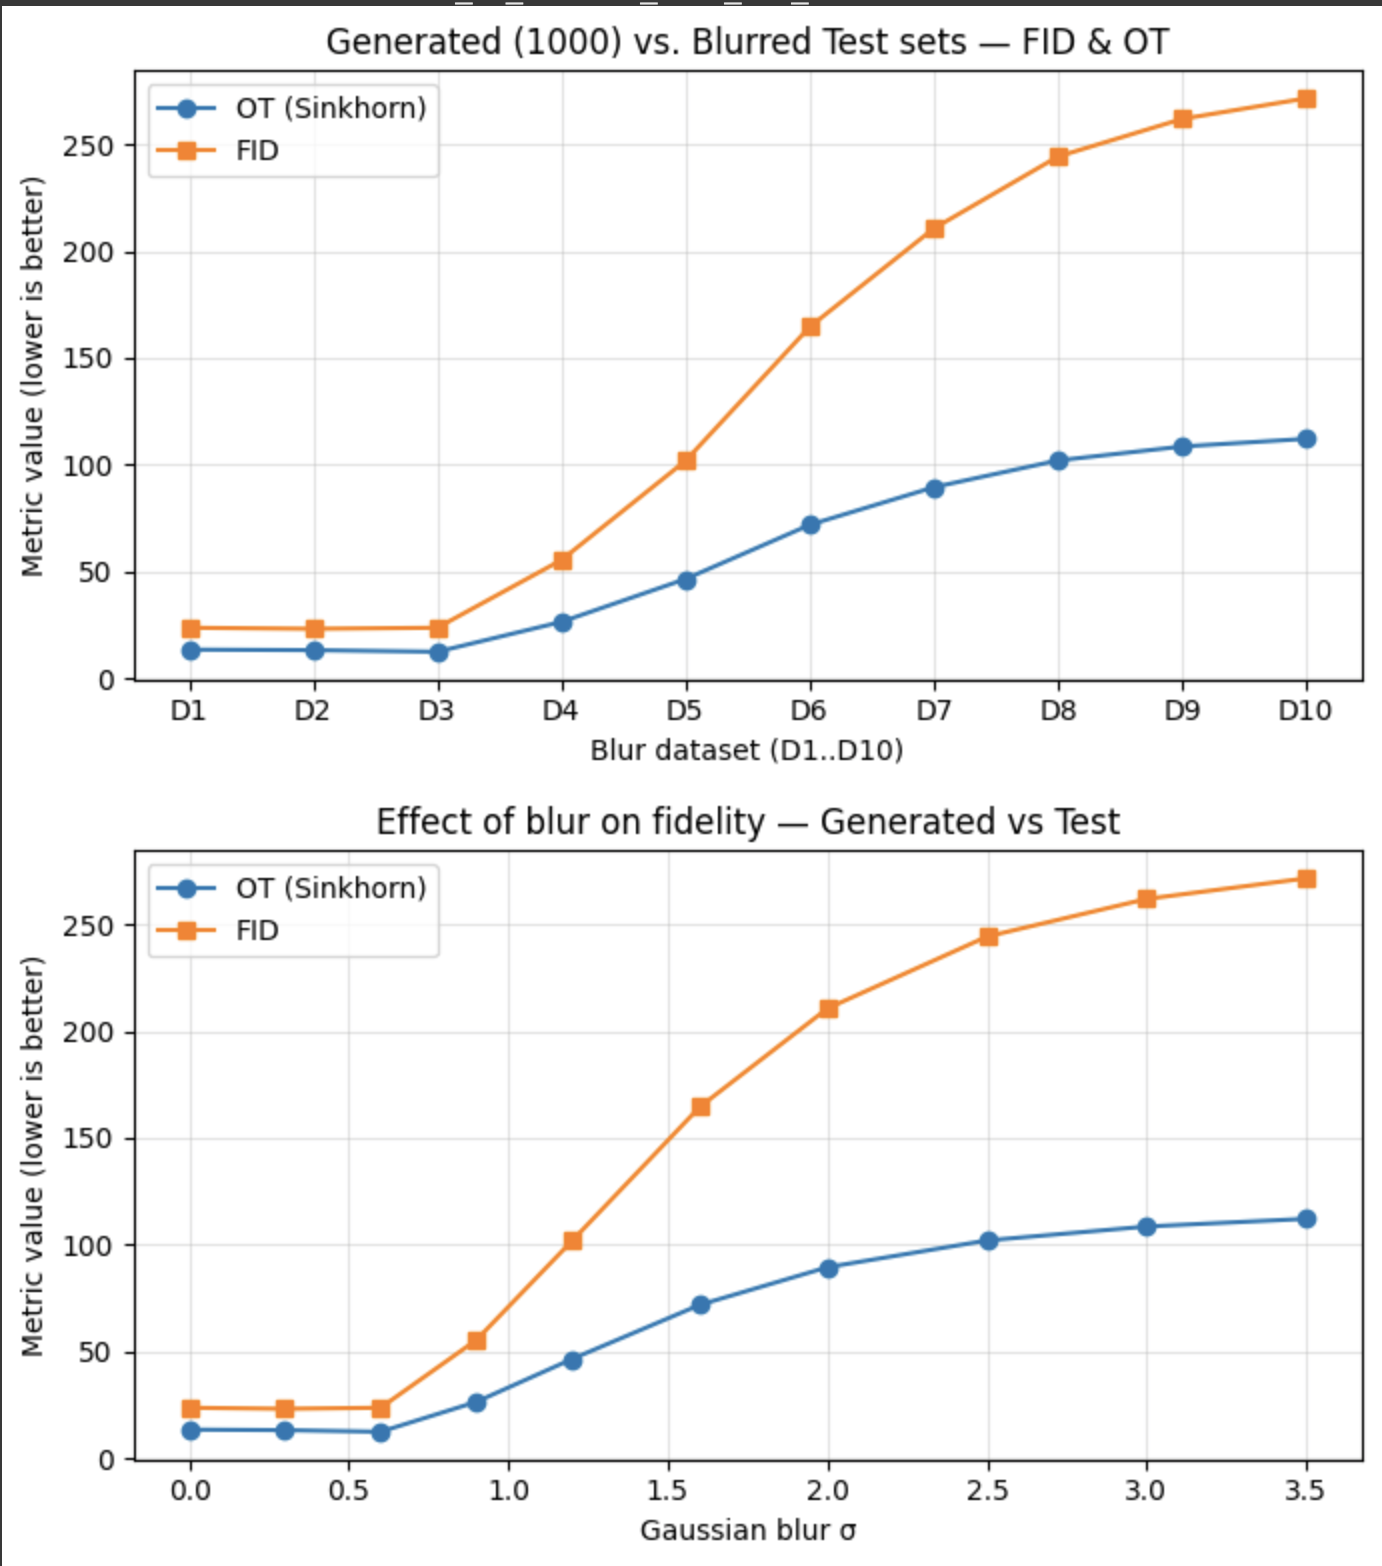 Generated (1000) vs. Blurred Test sets — FID & OT
OT (Sinkhorn)
FID
Metric value (lower is better)
250
200
150
100
50
0
D1 D2 D3 D4 D5 D6 D7 D8 D9 D10
Blur dataset (D1..D10)
Effect of blur on fidelity — Generated vs Test
OT (Sinkhorn)
FID
Metric value (lower is better)
250
200
150
100
50
0
0.0 0.5 1.0 1.5 2.0 2.5 3.0 3.5
Gaussian blur σ